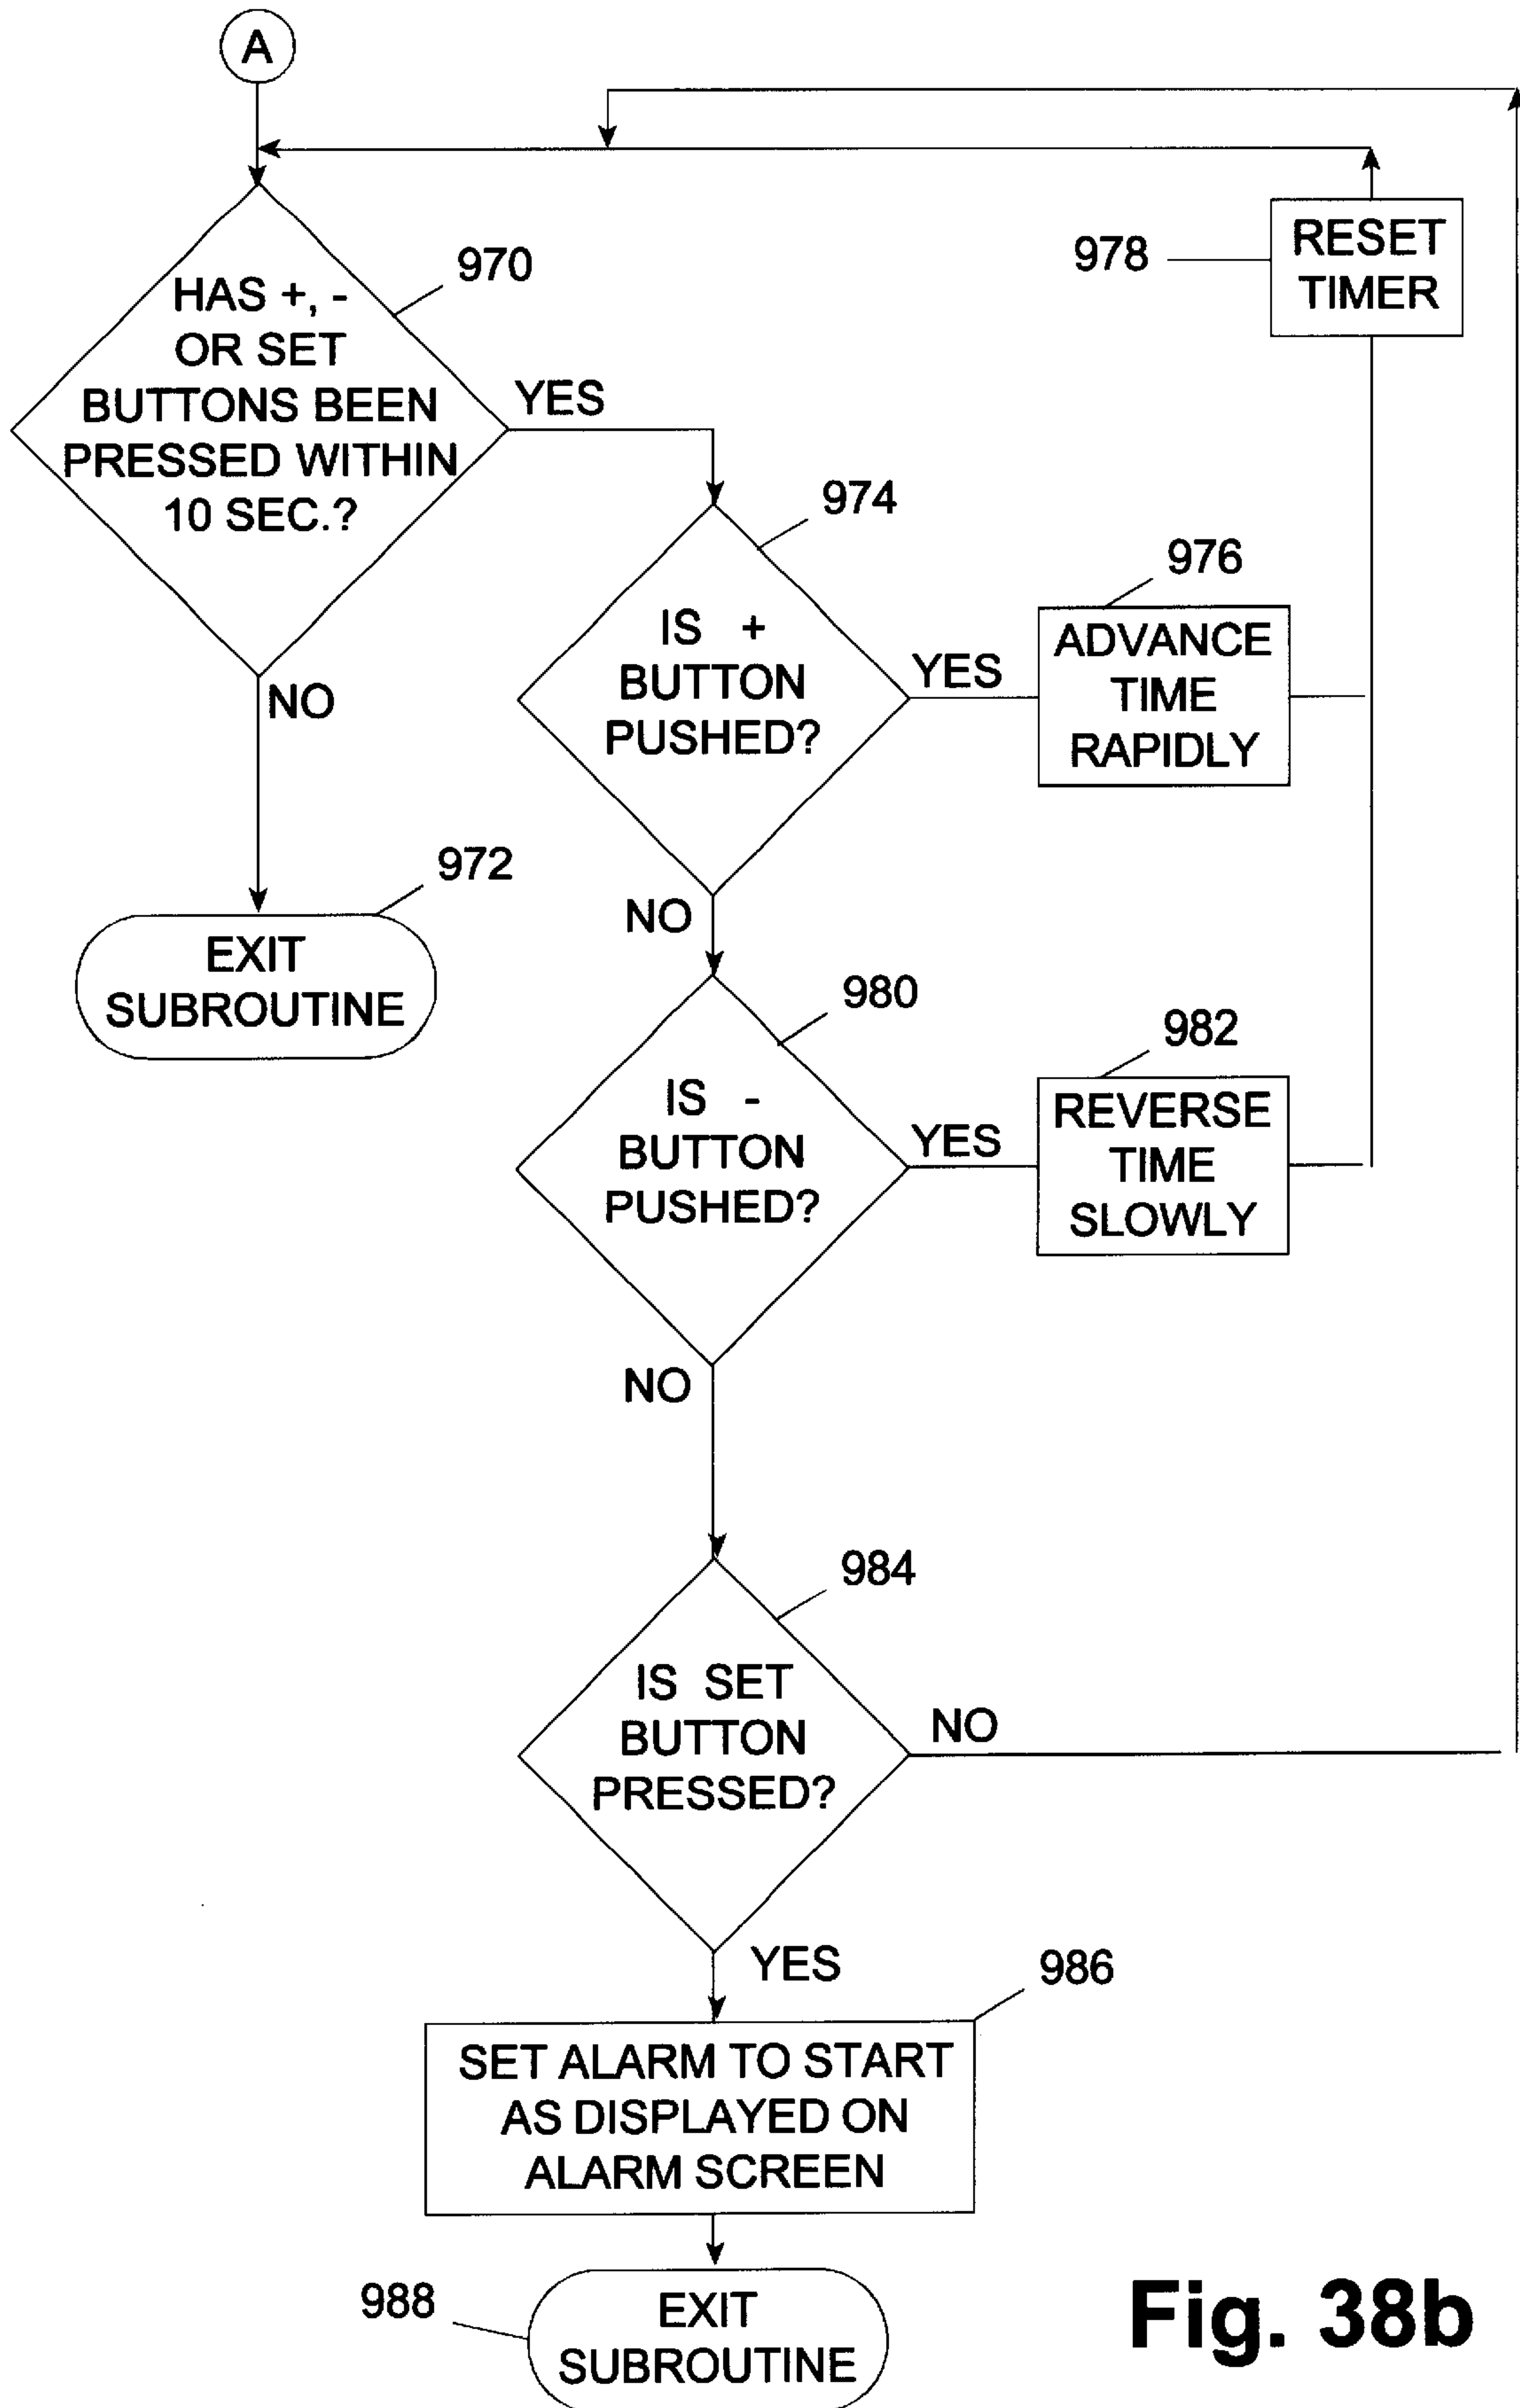 A
HAS +, -
OR SET
BUTTONS BEEN
PRESSED WITHIN
10 SEC.?
970
YES
NO
972
EXIT
SUBROUTINE
978
RESET
TIMER
974
IS + 
BUTTON
PUSHED?
YES
NO
976
ADVANCE
TIME
RAPIDLY
980
IS -
BUTTON
PUSHED?
YES
NO
982
REVERSE
TIME
SLOWLY
984
IS SET
BUTTON
PRESSED?
NO
YES
986
SET ALARM TO START
AS DISPLAYED ON
ALARM SCREEN
988
EXIT
SUBROUTINE
Fig. 38b